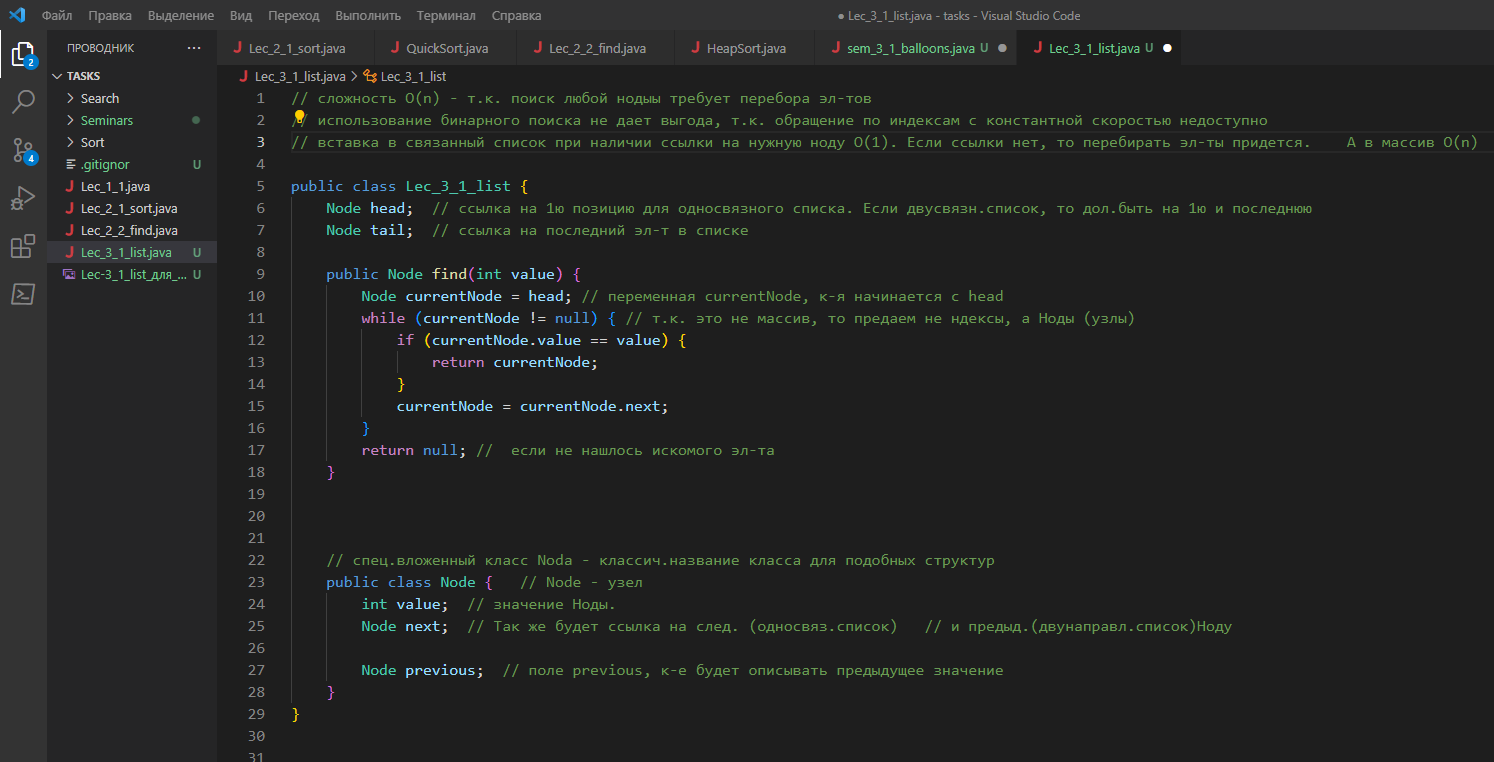 Файл Правка Выделение Вид Переход Выполнить Терминал Справка
● Lec_3_1_list.java - tasks - Visual Studio Code
ПРОВОДНИК ···
Lec_2_1_sort.java QuickSort.java Lec_2_2_find.java HeapSort.java sem_3_1_balloons.java U ● Lec_3_1_list.java U ●
TASKS
Search
Seminars
Sort
.gitignor U
Lec_1_1.java
Lec_2_1_sort.java
Lec_2_2_find.java
Lec_3_1_list.java U
Lec-3_1_list_для_... U
2
4
Lec_3_1_list.java > Lec_3_1_list
1 // сложность O(n) - т.к. поиск любой нодыы требует перебора эл-тов
2 // использование бинарного поиска не дает выгода, т.к. обращение по индексам с константной скоростью недоступно
3 // вставка в связанный список при наличии ссылки на нужную ноду O(1). Если ссылки нет, то перебирать эл-ты придется.    А в массив O(n)
4
5 public class Lec_3_1_list {
6     Node head;  // ссылка на 1ю позицию для односвязного списка. Если двусвязн.список, то дол.быть на 1ю и последнюю
7     Node tail;  // ссылка на последний эл-т в списке
8
9     public Node find(int value) {
10         Node currentNode = head; // переменная currentNode, к-я начинается с head
11         while (currentNode != null) { // т.к. это не массив, то предаем не ндексы, а Ноды (узлы)
12             if (currentNode.value == value) {
13                 return currentNode;
14             }
15             currentNode = currentNode.next;
16         }
17         return null; //  если не нашлось искомого эл-та
18     }
19
20
21
22     // спец.вложенный класс Noda - классич.название класса для подобных структур
23     public class Node {   // Node - узел
24         int value;  // значение Ноды.
25         Node next;  // Так же будет ссылка на след. (односвяз.список)   // и предыд.(двунаправл.список)Ноду
26
27         Node previous;  // поле previous, к-е будет описывать предыдущее значение
28     }
29 }
30
31